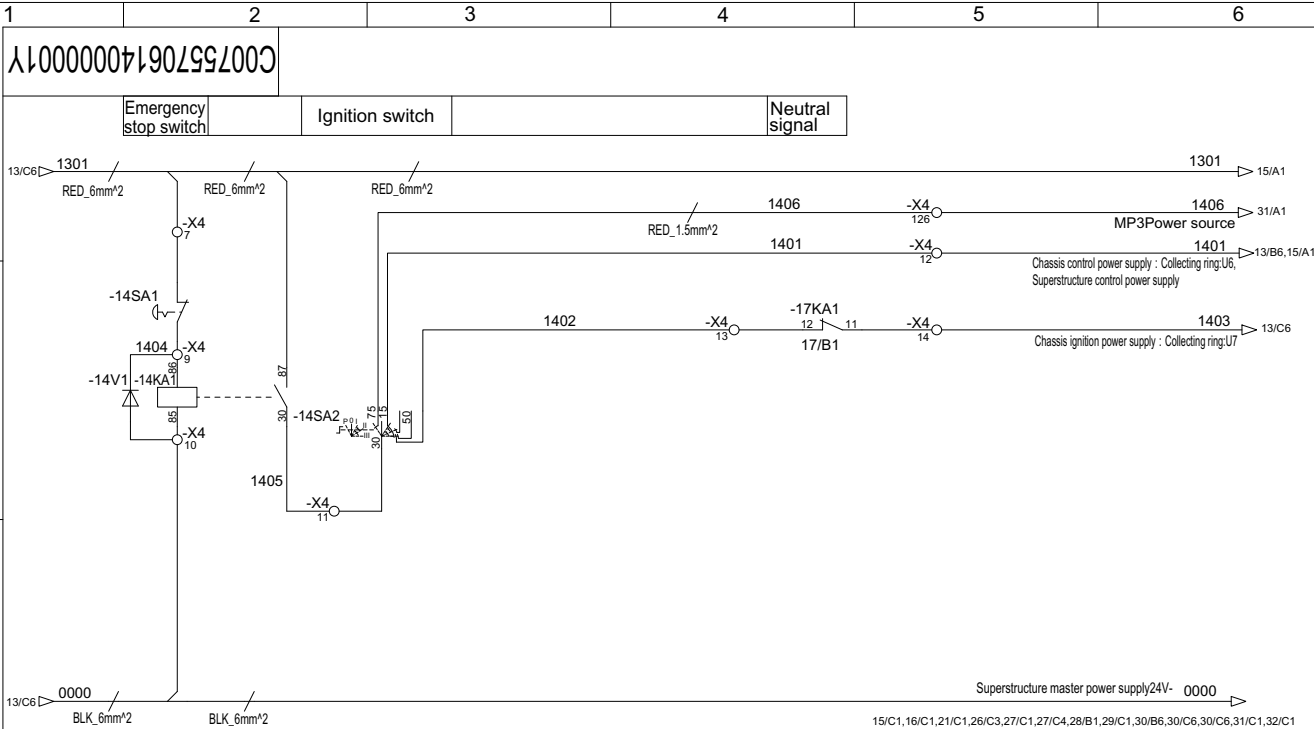 1 2 3 4 5 6
C00755706140000001Y
Emergency
stop switch
Ignition switch
Neutral
signal
13/C6 1301 1301 15/A1
RED_6mm^2 RED_6mm^2 RED_6mm^2
1406 -X4 126 1406 31/A1
RED_1.5mm^2
MP3Power source
-X4
7
1401 -X4 12 1401 13/B6,15/A1
Chassis control power supply : Collecting ring:U6,
Superstructure control power supply
-14SA1
-17KA1
1402 -X4 13 12 11 -X4 14 1403 13/C6
17/B1
Chassis ignition power supply : Collecting ring:U7
1404 -X4
9
86
87
-14V1 -14KA1
85
30
-14SA2
P 0 I
II
III
75
15
50
30
-X4
10
1405
-X4
11
13/C6 0000
BLK_6mm^2 BLK_6mm^2
Superstructure master power supply24V- 0000
15/C1,16/C1,21/C1,26/C3,27/C1,27/C4,28/B1,29/C1,30/B6,30/C6,30/C6,31/C1,32/C1